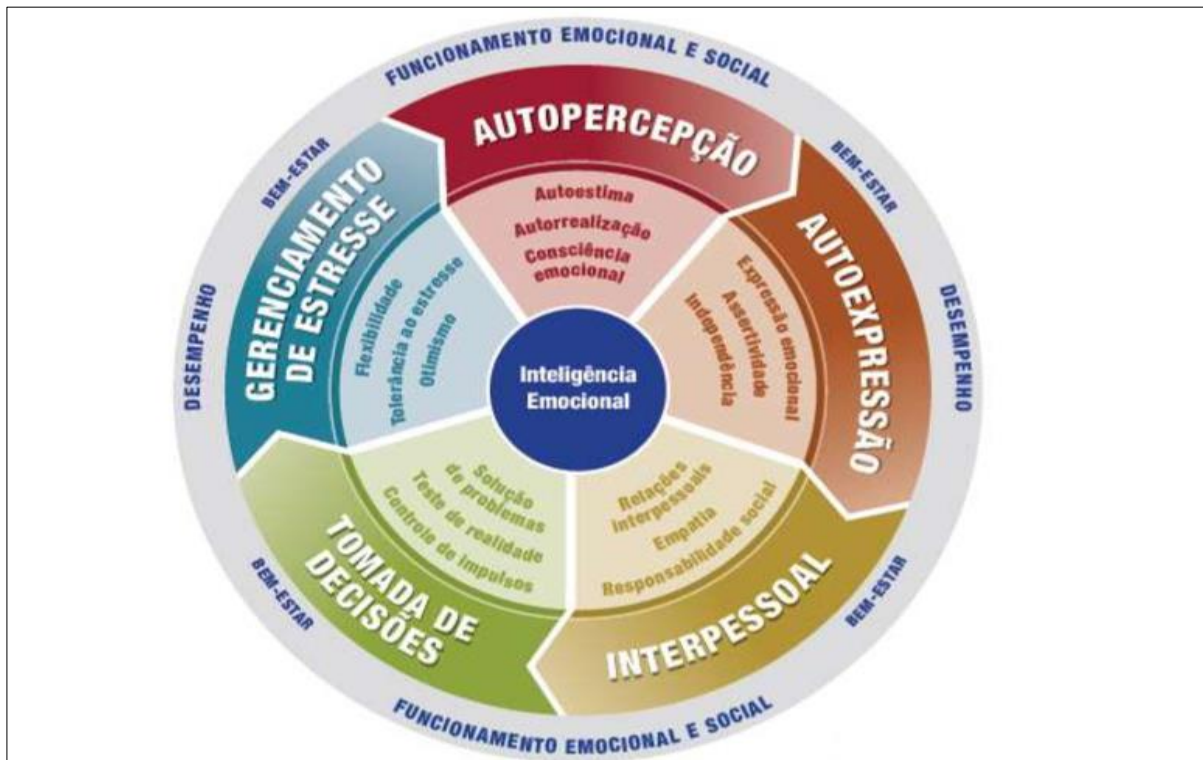 FUNCIONAMENTO EMOCIONAL E SOCIAL
BEM-ESTAR
BEM-ESTAR
DESEMPENHO
DESEMPENHO
AUTOPERCEPÇÃO
Autoestima
Autorrealização
Consciência
emocional
AUTOEXPRESSÃO
Expressão emocional
Assertividade
Independência
GERENCIAMENTO
DE ESTRESSE
Flexibilidade
Tolerância ao estresse
Otimismo
Inteligência
Emocional
INTERPESSOAL
Relações
interpessoais
Empatia
Responsabilidade social
TOMADA DE
DECISÕES
Solução
de problemas
Teste de realidade
Controle de impulsos
BEM-ESTAR
BEM-ESTAR
FUNCIONAMENTO EMOCIONAL E SOCIAL